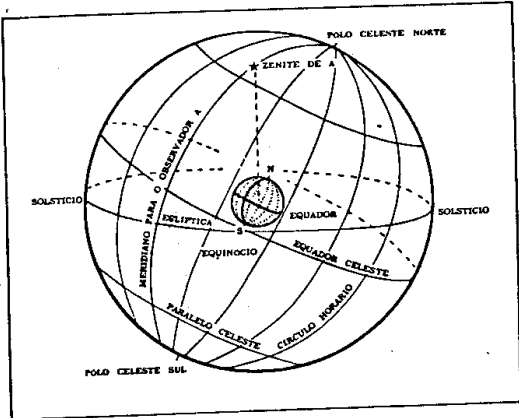 POLO CELESTE NORTE
ZENITE DE A
MERIDIANO PARA O OBSERVADOR A
N
SOLSTICIO
SOLSTICIO
ECLIPTICA
EQUADOR
S
EQUINOCIO
EQUADOR CELESTE
PARALELO CELESTE
CIRCULO HORARIO
POLO CELESTE SUL